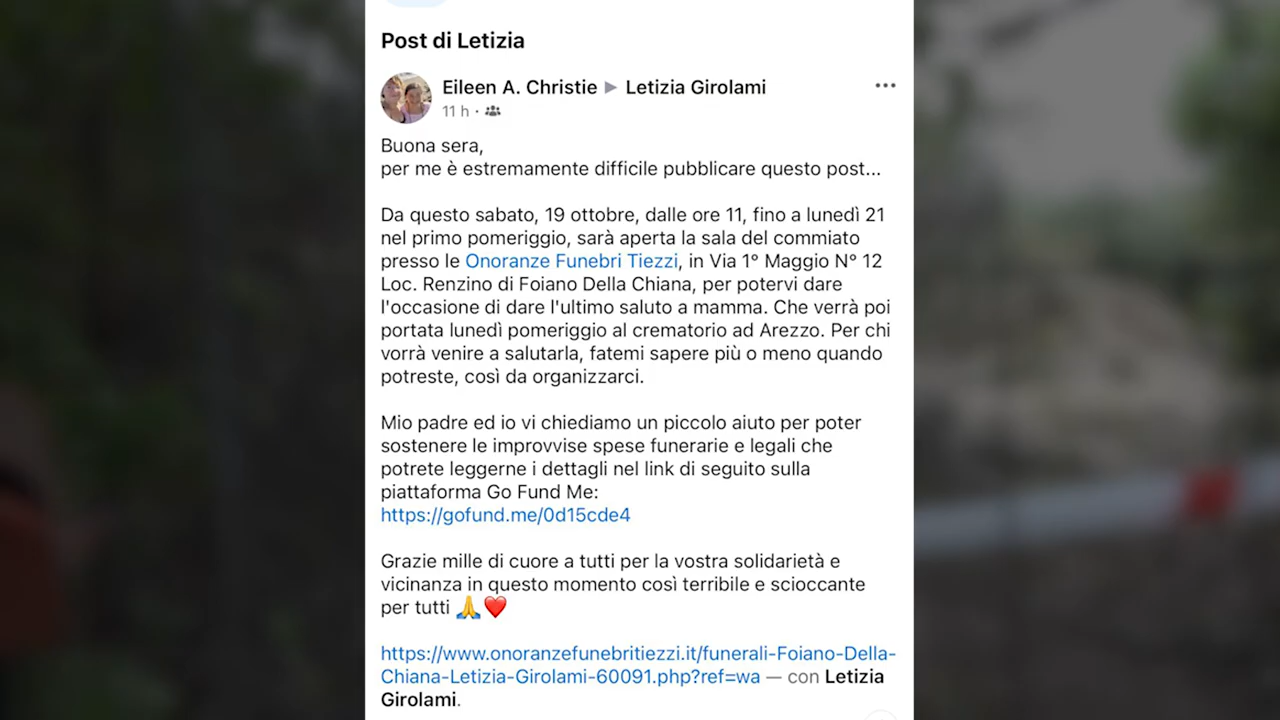 Post di Letizia
Eileen A. Christie ▶ Letizia Girolami
11 h ·
Buona sera,
per me è estremamente difficile pubblicare questo post...
Da questo sabato, 19 ottobre, dalle ore 11, fino a lunedì 21
nel primo pomeriggio, sarà aperta la sala del commiato
presso le Onoranze Funebri Tiezzi, in Via 1° Maggio N° 12
Loc. Renzino di Foiano Della Chiana, per potervi dare
l'occasione di dare l'ultimo saluto a mamma. Che verrà poi
portata lunedì pomeriggio al crematorio ad Arezzo. Per chi
vorrà venire a salutarla, fatemi sapere più o meno quando
potreste, così da organizzarci.
Mio padre ed io vi chiediamo un piccolo aiuto per poter
sostenere le improvvise spese funerarie e legali che
potrete leggerne i dettagli nel link di seguito sulla
piattaforma Go Fund Me:
https://gofund.me/0d15cde4
Grazie mille di cuore a tutti per la vostra solidarietà e
vicinanza in questo momento così terribile e scioccante
per tutti 🙏❤️
https://www.onoranzefunebritiezzi.it/funerali-Foiano-Della-
Chiana-Letizia-Girolami-60091.php?ref=wa — con Letizia
Girolami.